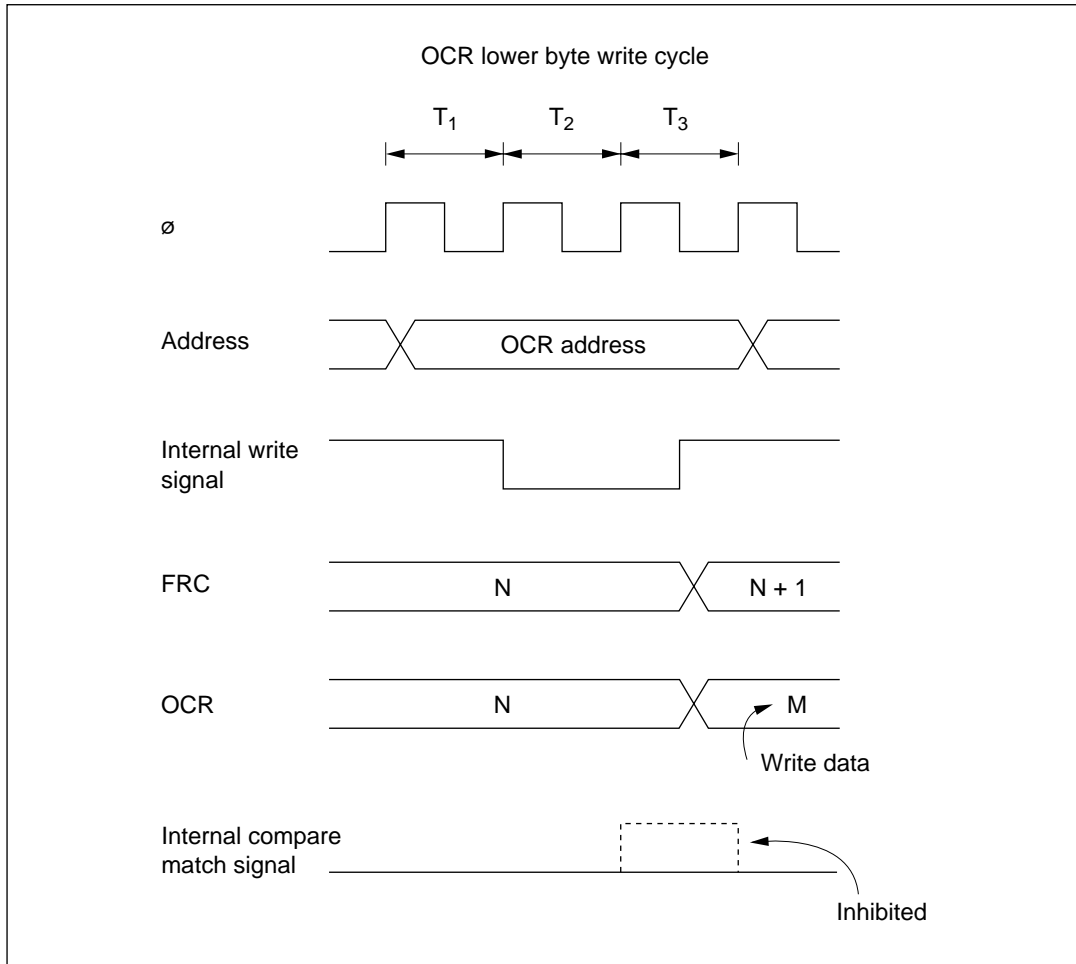 OCR lower byte write cycle
T1 T2 T3
ø
Address
OCR address
Internal write
signal
FRC
N
N + 1
OCR
N
M
Write data
Internal compare
match signal
Inhibited